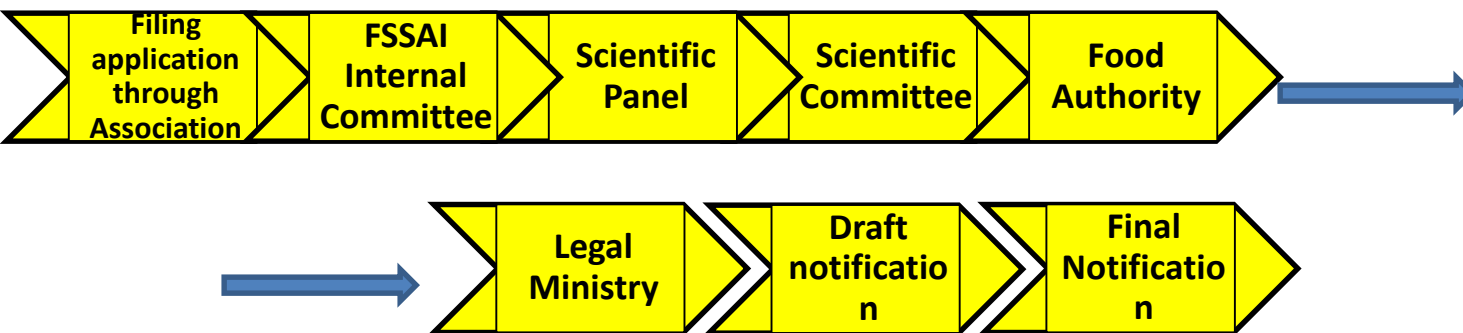 Filing
application
through
Association
FSSAI
Internal
Committee
Scientific
Panel
Scientific
Committee
Food
Authority
Legal
Ministry
Draft
notificatio
n
Final
Notificatio
n